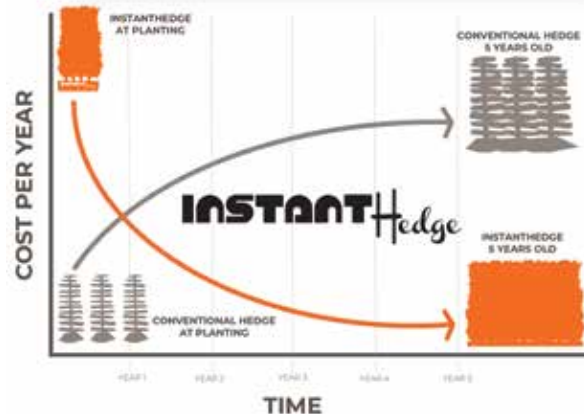 INSTANTHEDGE
AT PLANTING
CONVENTIONAL HEDGE
5 YEARS OLD
COST PER YEAR
INSTANTHedge
INSTANTHEDGE
5 YEARS OLD
CONVENTIONAL HEDGE
AT PLANTING
YEAR 1
YEAR 2
YEAR 3
YEAR 4
YEAR 5
TIME